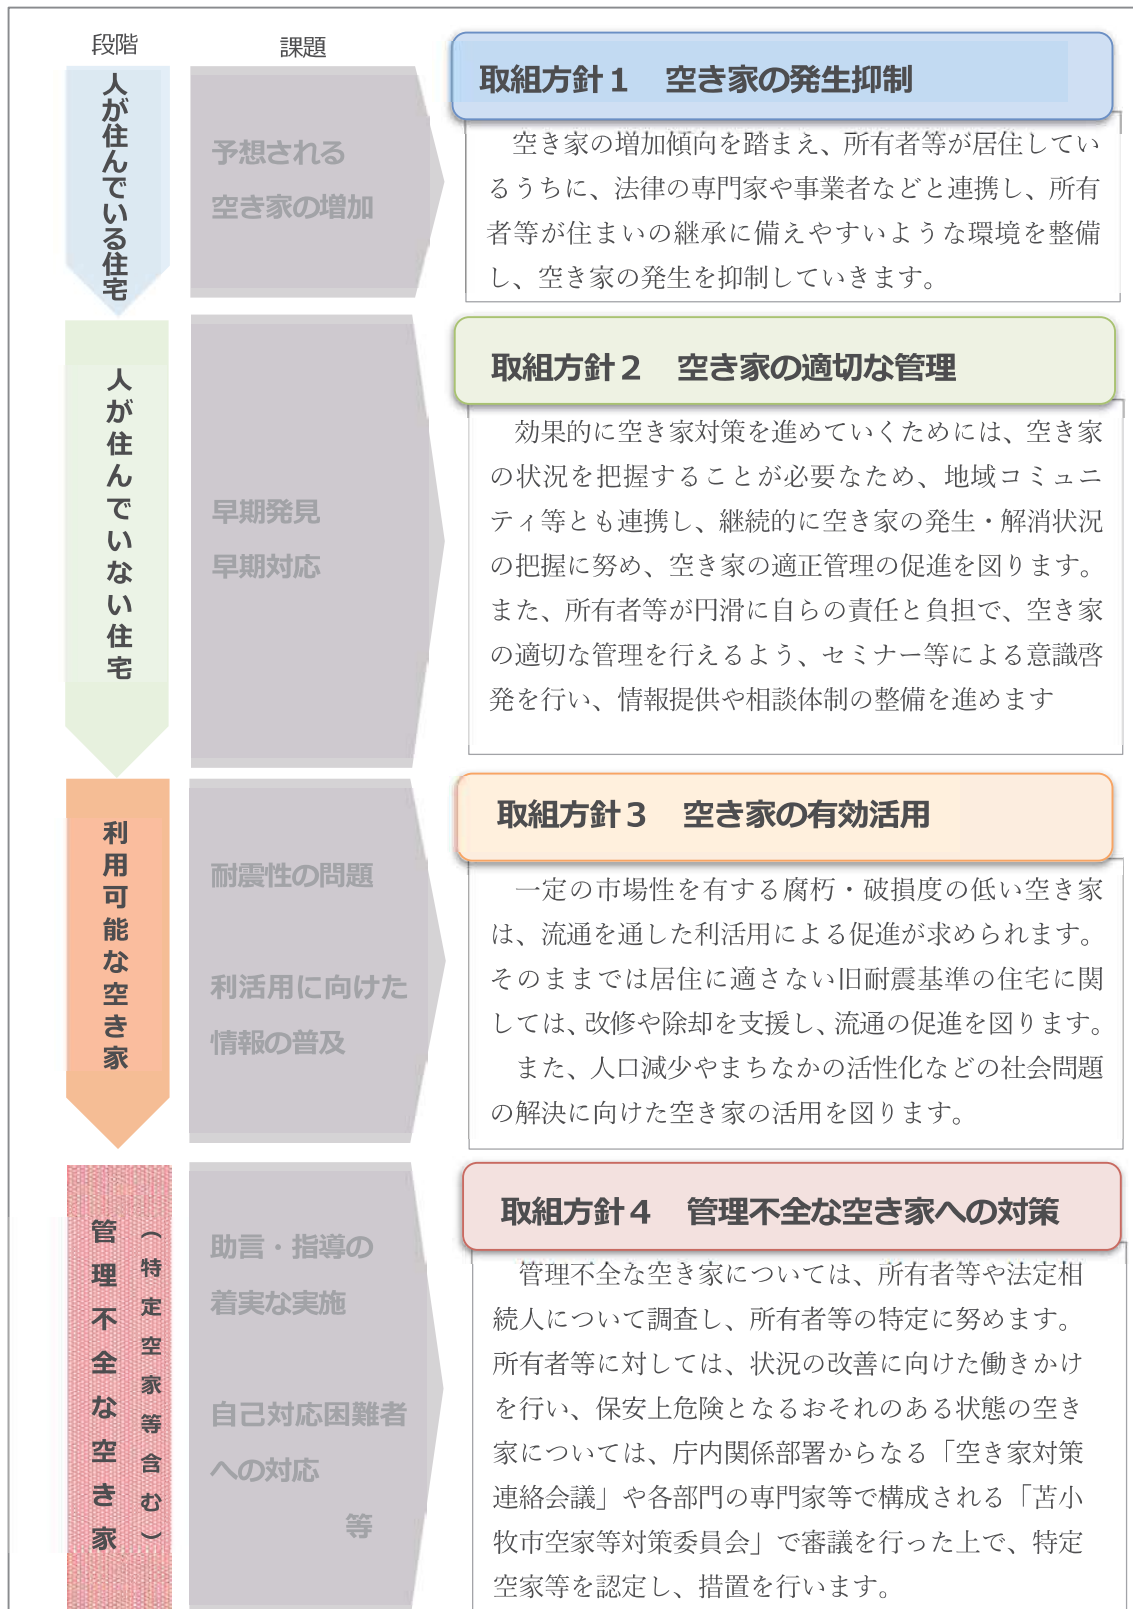 段階
課題
人が住んでいる住宅
予想される
空き家の増加
取組方針１　空き家の発生抑制
空き家の増加傾向を踏まえ、所有者等が居住してい
るうちに、法律の専門家や事業者などと連携し、所有
者等が住まいの継承に備えやすいような環境を整備
し、空き家の発生を抑制していきます。
人が住んでいない住宅
早期発見
早期対応
取組方針２　空き家の適切な管理
効果的に空き家対策を進めていくためには、空き家
の状況を把握することが必要なため、地域コミュニ
ティ等とも連携し、継続的に空き家の発生・解消状況
の把握に努め、空き家の適正管理の促進を図ります。
また、所有者等が円滑に自らの責任と負担で、空き家
の適切な管理を行えるよう、セミナー等による意識啓
発を行い、情報提供や相談体制の整備を進めます
利用可能な空き家
耐震性の問題
利活用に向けた
情報の普及
取組方針３　空き家の有効活用
一定の市場性を有する腐朽・破損度の低い空き家
は、流通を通した利活用による促進が求められます。
そのままでは居住に適さない旧耐震基準の住宅に関
しては、改修や除却を支援し、流通の促進を図ります。
また、人口減少やまちなかの活性化などの社会問題
の解決に向けた空き家の活用を図ります。
管理不全な空き家
（特定空家等含む）
助言・指導の
着実な実施
自己対応困難者
への対応
等
取組方針４　管理不全な空き家への対策
管理不全な空き家については、所有者等や法定相
続人について調査し、所有者等の特定に努めます。
所有者等に対しては、状況の改善に向けた働きかけ
を行い、保安上危険となるおそれのある状態の空き
家については、庁内関係部署からなる「空き家対策
連絡会議」や各部門の専門家等で構成される「苫小
牧市空家等対策委員会」で審議を行った上で、特定
空家等を認定し、措置を行います。